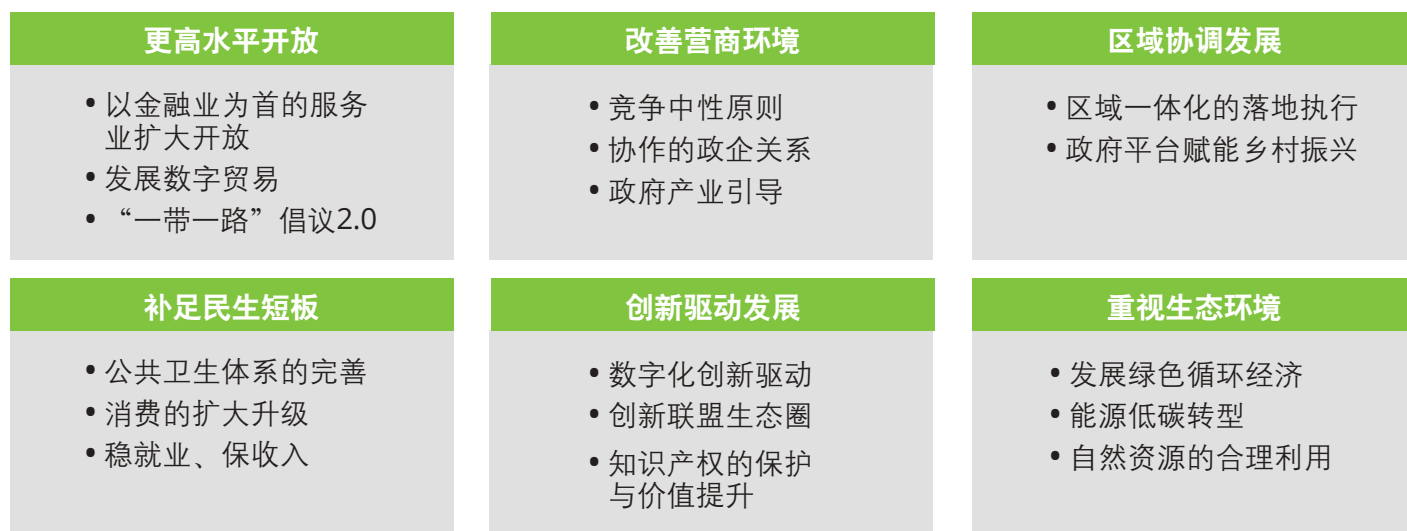 更高水平开放
• 以金融业为首的服务
业扩大开放
• 发展数字贸易
• “一带一路”倡议2.0
改善营商环境
• 竞争中性原则
• 协作的政企关系
• 政府产业引导
区域协调发展
• 区域一体化的落地执行
• 政府平台赋能乡村振兴
补足民生短板
• 公共卫生体系的完善
• 消费的扩大升级
• 稳就业、保收入
创新驱动发展
• 数字化创新驱动
• 创新联盟生态圈
• 知识产权的保护
与价值提升
重视生态环境
• 发展绿色循环经济
• 能源低碳转型
• 自然资源的合理利用